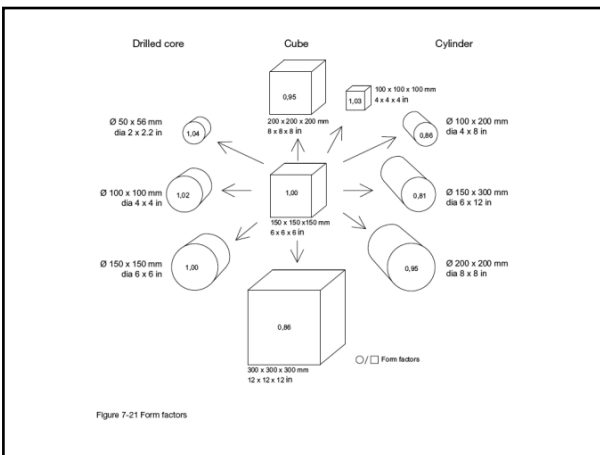 Drilled core
Cube
Cylinder
0,95
200 x 200 x 200 mm
8 x 8 x 8 in
1,03
100 x 100 x 100 mm
4 x 4 x 4 in
Ø 50 x 56 mm
dia 2 x 2.2 in
1,04
0,86
Ø 100 x 200 mm
dia 4 x 8 in
Ø 100 x 100 mm
dia 4 x 4 in
1,02
1,00
150 x 150 x150 mm
6 x 6 x 6 in
0,81
Ø 150 x 300 mm
dia 6 x 12 in
Ø 150 x 150 mm
dia 6 x 6 in
1,00
0,95
Ø 200 x 200 mm
dia 8 x 8 in
0,86
300 x 300 x 300 mm
12 x 12 x 12 in
Form factors
Figure 7-21 Form factors